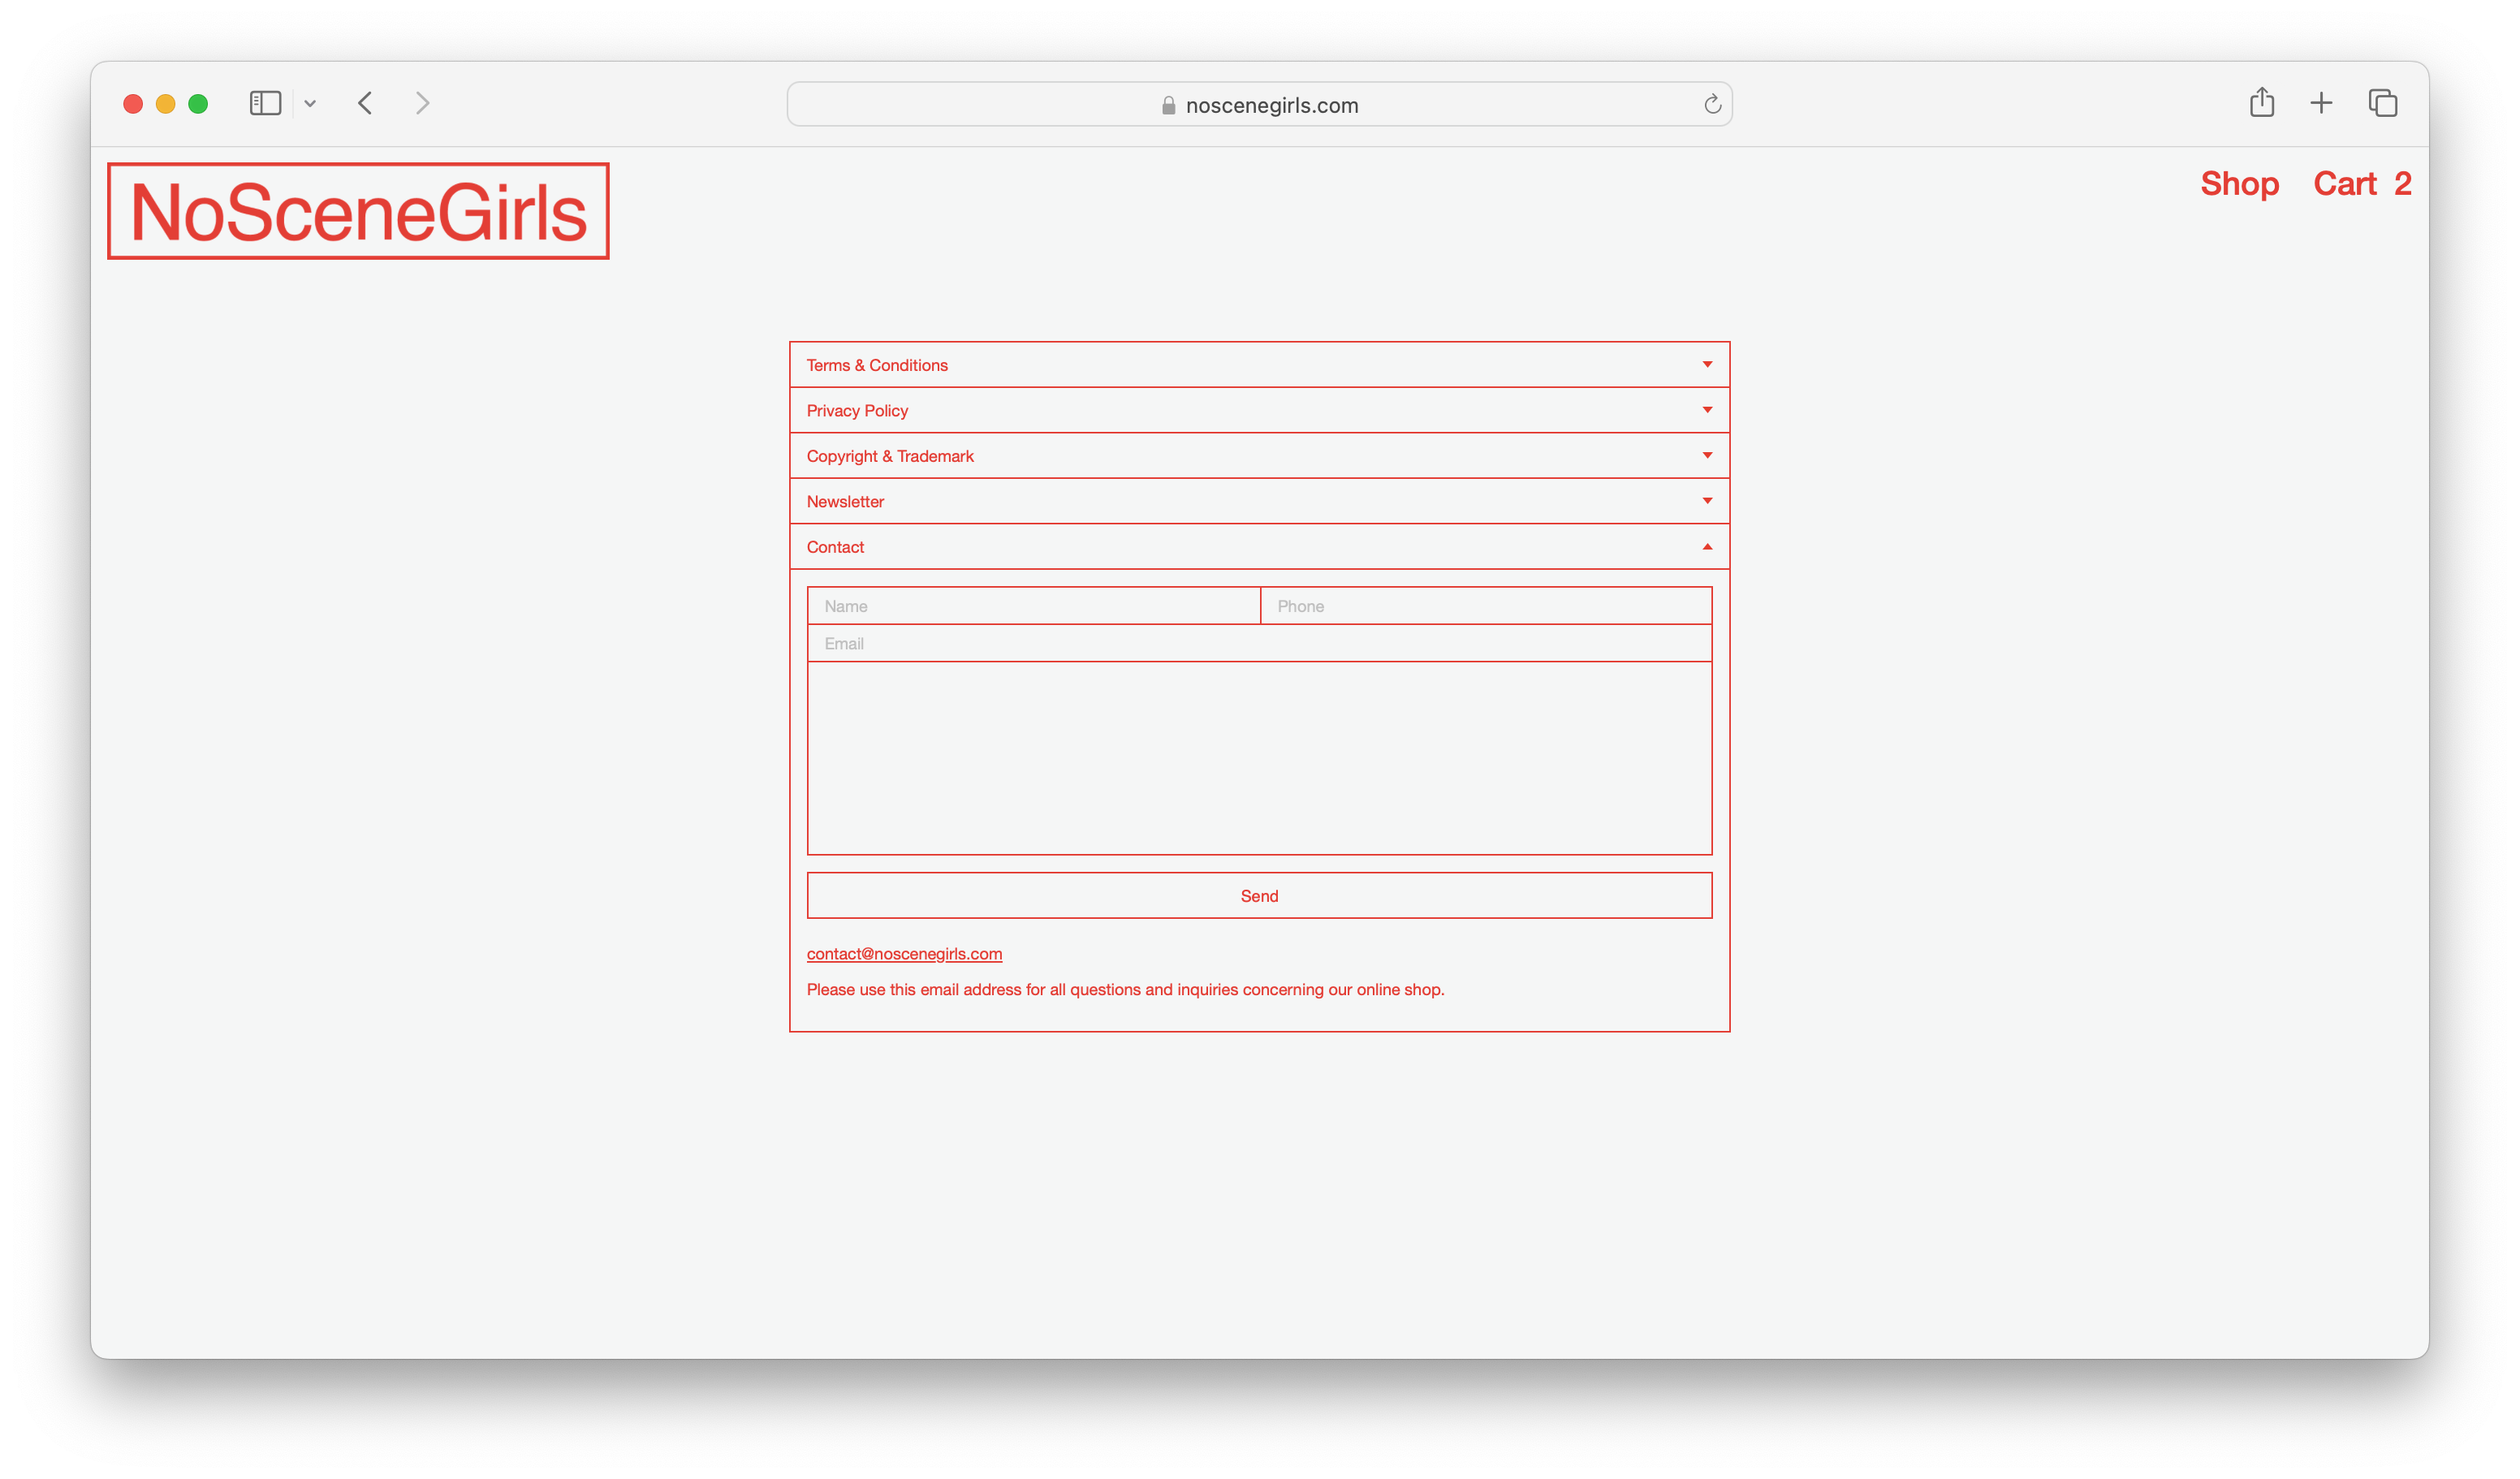 noscenegirls.com
NoSceneGirls
Shop Cart 2
Terms & Conditions
Privacy Policy
Copyright & Trademark
Newsletter
Contact
Name Phone
Email
Send
contact@noscenegirls.com
Please use this email address for all questions and inquiries concerning our online shop.